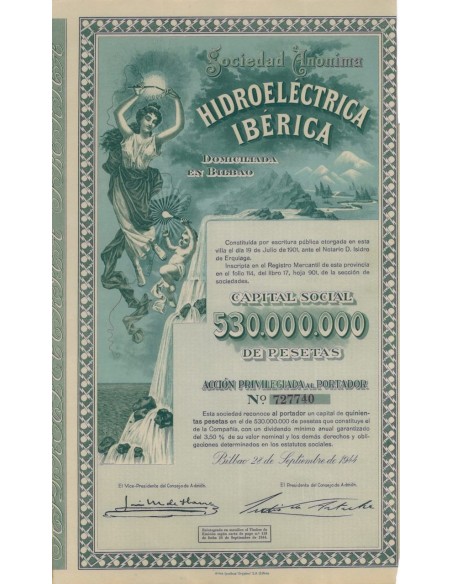 Sociedad Anónima
HIDROELÉCTRICA
IBÉRICA
DOMICILIADA
EN BILBAO
Constituida por escritura pública otorgada en esta
villa el día 19 de Julio de 1901, ante el Notario D. Isidro
de Erquiaga.
Inscripta en el Registro Mercantil de esta provincia
en el folio 114, del libro 17, hoja 901, de la sección de
sociedades.
CAPITAL SOCIAL
530.000.000
DE PESETAS
ACCIÓN PRIVILEGIADA AL PORTADOR
Nº 727740
Esta sociedad reconoce al portador un capital de quinien-
tas pesetas en el de 530.000.000 de pesetas que constituye el
de la Compañía, con un dividendo mínimo anual garantizado
del 3,50 % de su valor nominal y los demás derechos y obli-
gaciones determinados en los estatutos sociales.
Bilbao 28 de Septiembre de 1944
El Vice-Presidente del Consejo de Admón. El Presidente del Consejo de Admón.